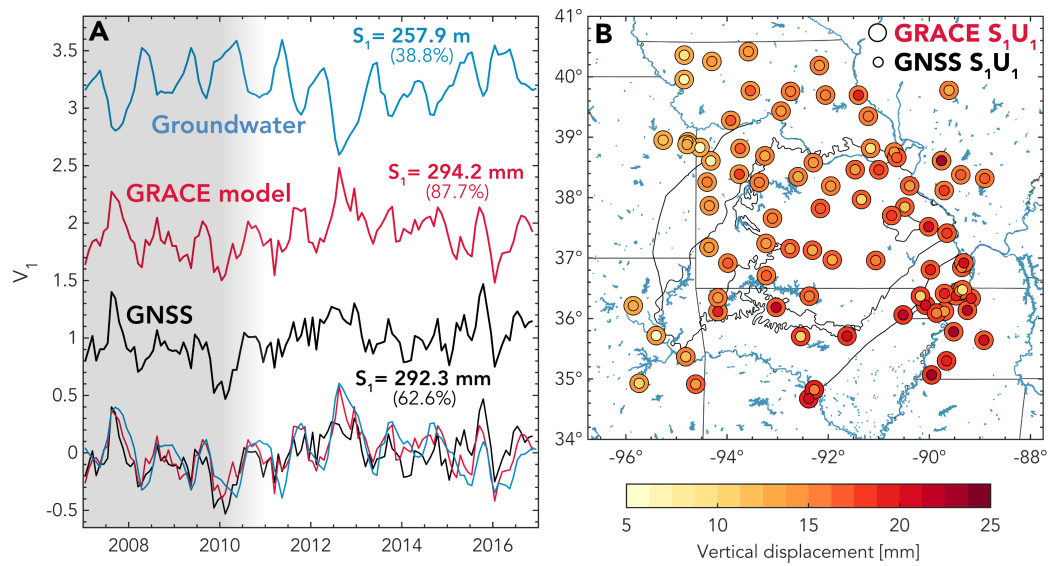 A
S₁= 257.9 m
(38.8%)
Groundwater
GRACE model
S₁= 294.2 mm
(87.7%)
GNSS
S₁= 292.3 mm
(62.6%)
V₁
3.5
3
2.5
2
1.5
1
0.5
0
-0.5
2008
2010
2012
2014
2016
B
GRACE S₁U₁
GNSS S₁U₁
41°
40°
39°
38°
37°
36°
35°
34°
-96°
-94°
-92°
-90°
-88°
5
10
15
20
25
Vertical displacement [mm]